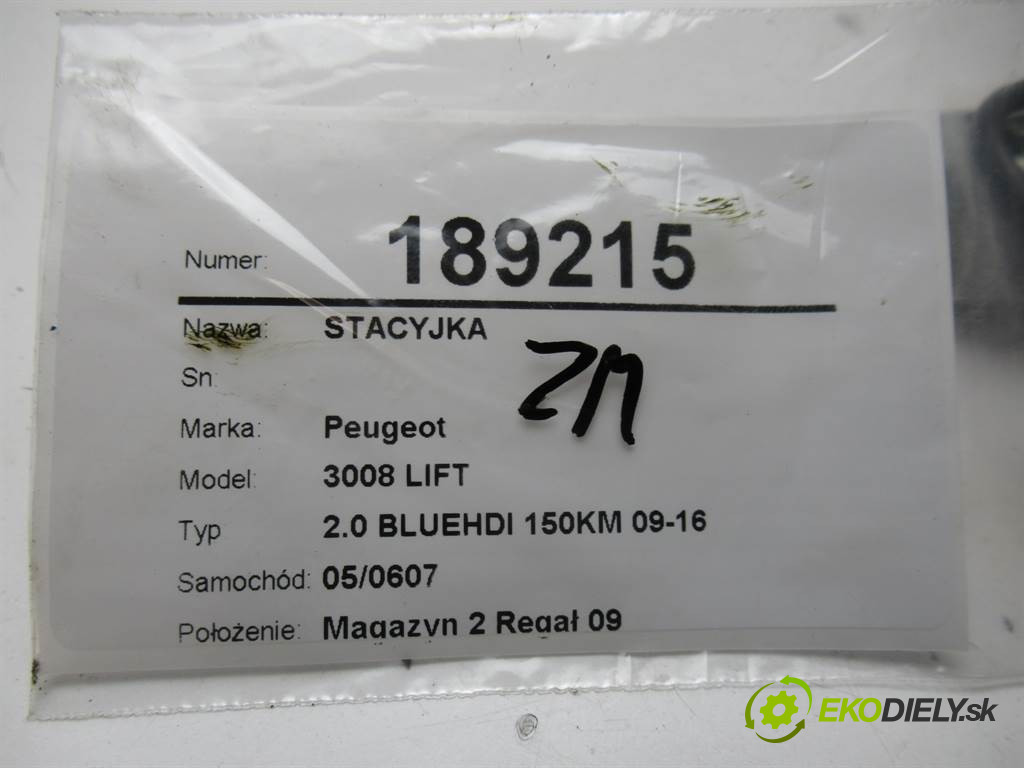 Numer: 189215
Nazwa: STACYJKA
ZM
Sn:
Marka: Peugeot
Model: 3008 LIFT
Typ 2.0 BLUEHDI 150KM 09-16
Samochód: 05/0607
Położenie: Magazyn 2 Regał 09
EKODIELY.sk